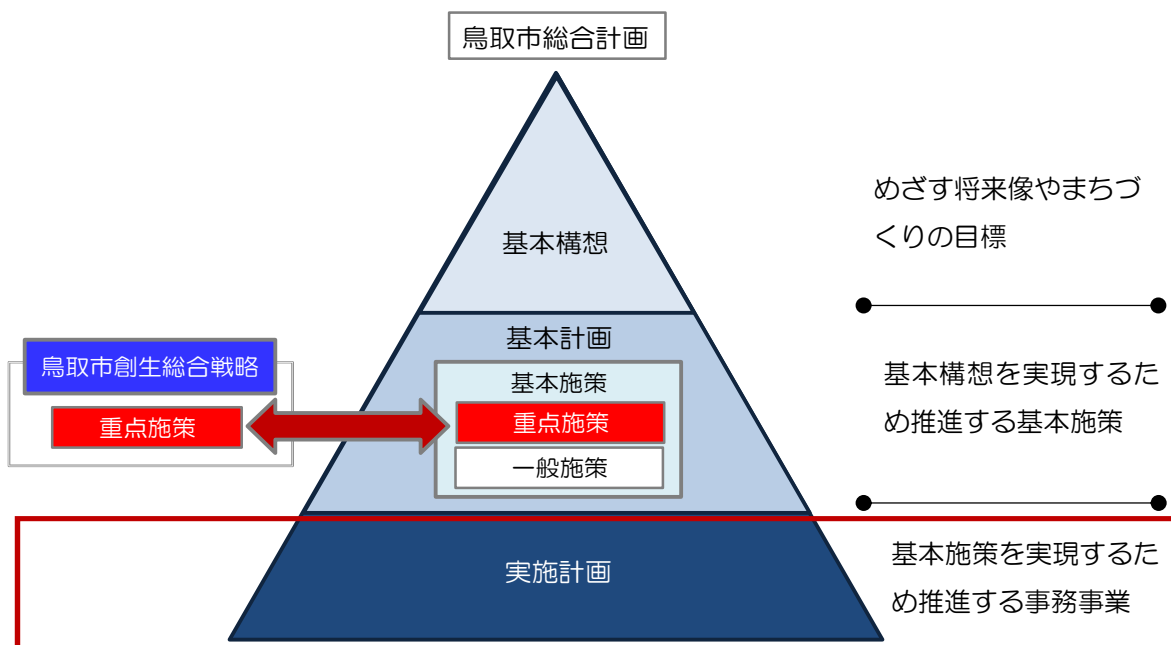 鳥取市総合計画
基本構想
めざす将来像やまちづ
くりの目標
基本計画
基本施策
重点施策
一般施策
鳥取市創生総合戦略
重点施策
基本構想を実現するた
め推進する基本施策
実施計画
基本施策を実現するた
め推進する事務事業